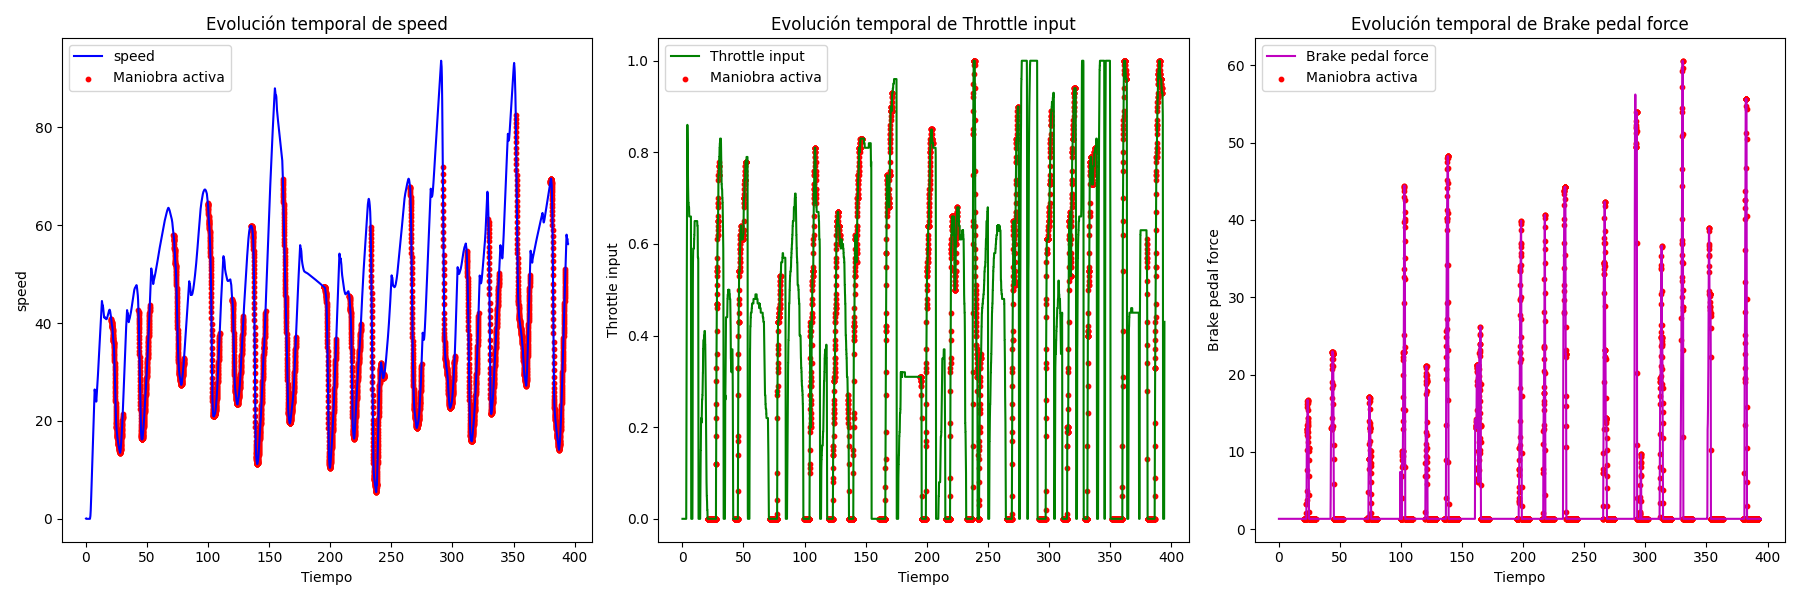 Evolución temporal de speed
speed
Maniobra activa
80
60
40
20
0
speed
0 50 100 150 200 250 300 350 400
Tiempo
Evolución temporal de Throttle input
Throttle input
Maniobra activa
1.0
0.8
0.6
0.4
0.2
0.0
Throttle input
0 50 100 150 200 250 300 350 400
Tiempo
Evolución temporal de Brake pedal force
Brake pedal force
Maniobra activa
60
50
40
30
20
10
0
Brake pedal force
0 50 100 150 200 250 300 350 400
Tiempo